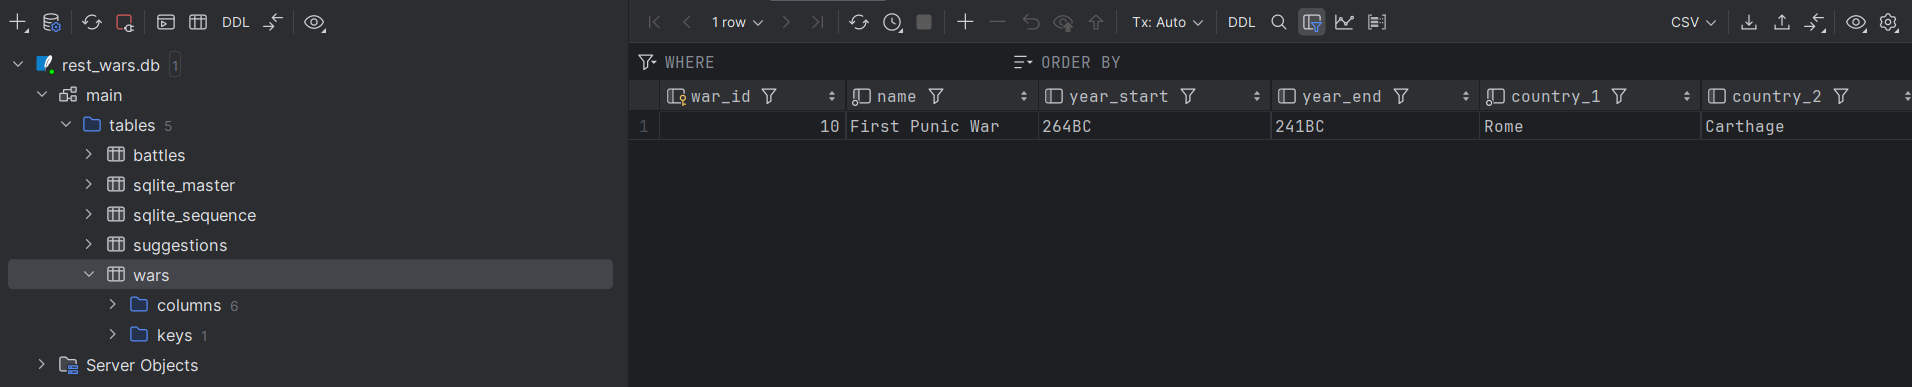 DDL
1 row
Tx: Auto
DDL
CSV
rest_wars.db 1
main
tables 5
battles
sqlite_master
sqlite_sequence
suggestions
wars
columns 6
keys 1
Server Objects
WHERE
ORDER BY
war_id name year_start year_end country_1 country_2
1 10 First Punic War 264BC 241BC Rome Carthage